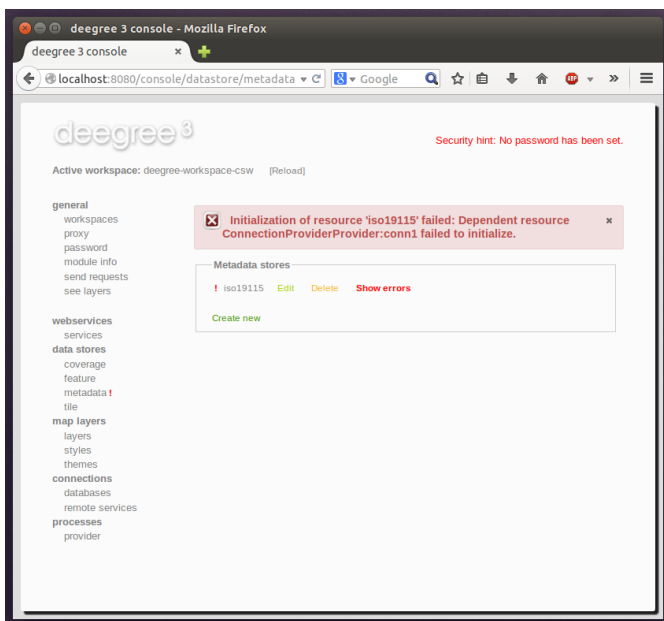 deegree 3 console - Mozilla Firefox
deegree 3 console
localhost:8080/console/datastore/metadata
Google
ABP
deegree 3
Security hint: No password has been set.
Active workspace: deegree-workspace-csw [Reload]
general
workspaces
proxy
password
module info
send requests
see layers
Initialization of resource 'iso19115' failed: Dependent resource
ConnectionProviderProvider:conn1 failed to initialize.
Metadata stores
! iso19115 Edit Delete Show errors
Create new
webservices
services
data stores
coverage
feature
metadata !
tile
map layers
layers
styles
themes
connections
databases
remote services
processes
provider